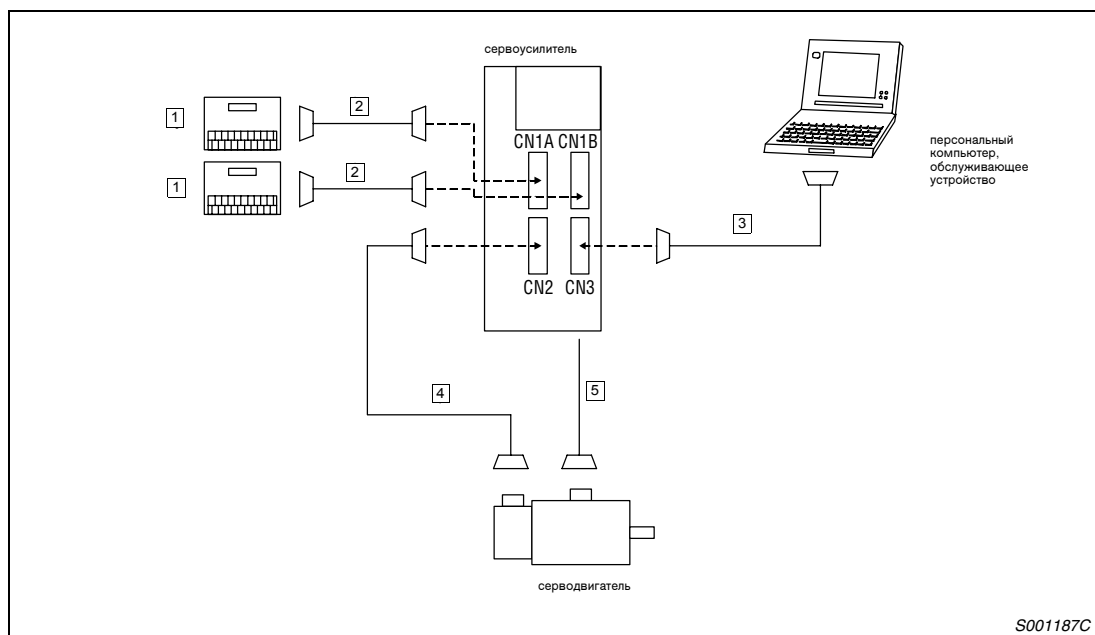 сервоусилитель
1
2
CN1A CN1B
персональный
компьютер,
обслуживающее
устройство
1
2
3
CN2 CN3
4
5
серводвигатель
S001187C